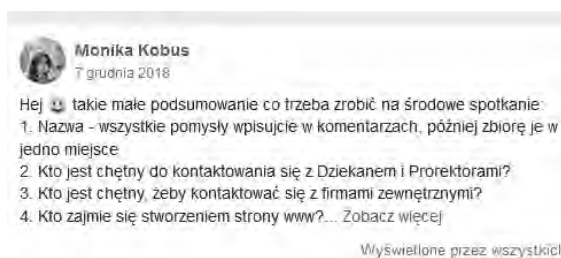 Monika Kobus
7 grudnia 2018
Hej takie małe podsumowanie co trzeba zrobić na środowe spotkanie:
1. Nazwa - wszystkie pomysły wpisujcie w komentarzach, później zbiorę je w
jedno miejsce
2. Kto jest chętny do kontaktowania się z Dziekanem i Prorektorami?
3. Kto jest chętny, żeby kontaktować się z firmami zewnętrznymi?
4. Kto zajmie się stworzeniem strony www?... Zobacz więcej
Wyświetlone przez wszystkich